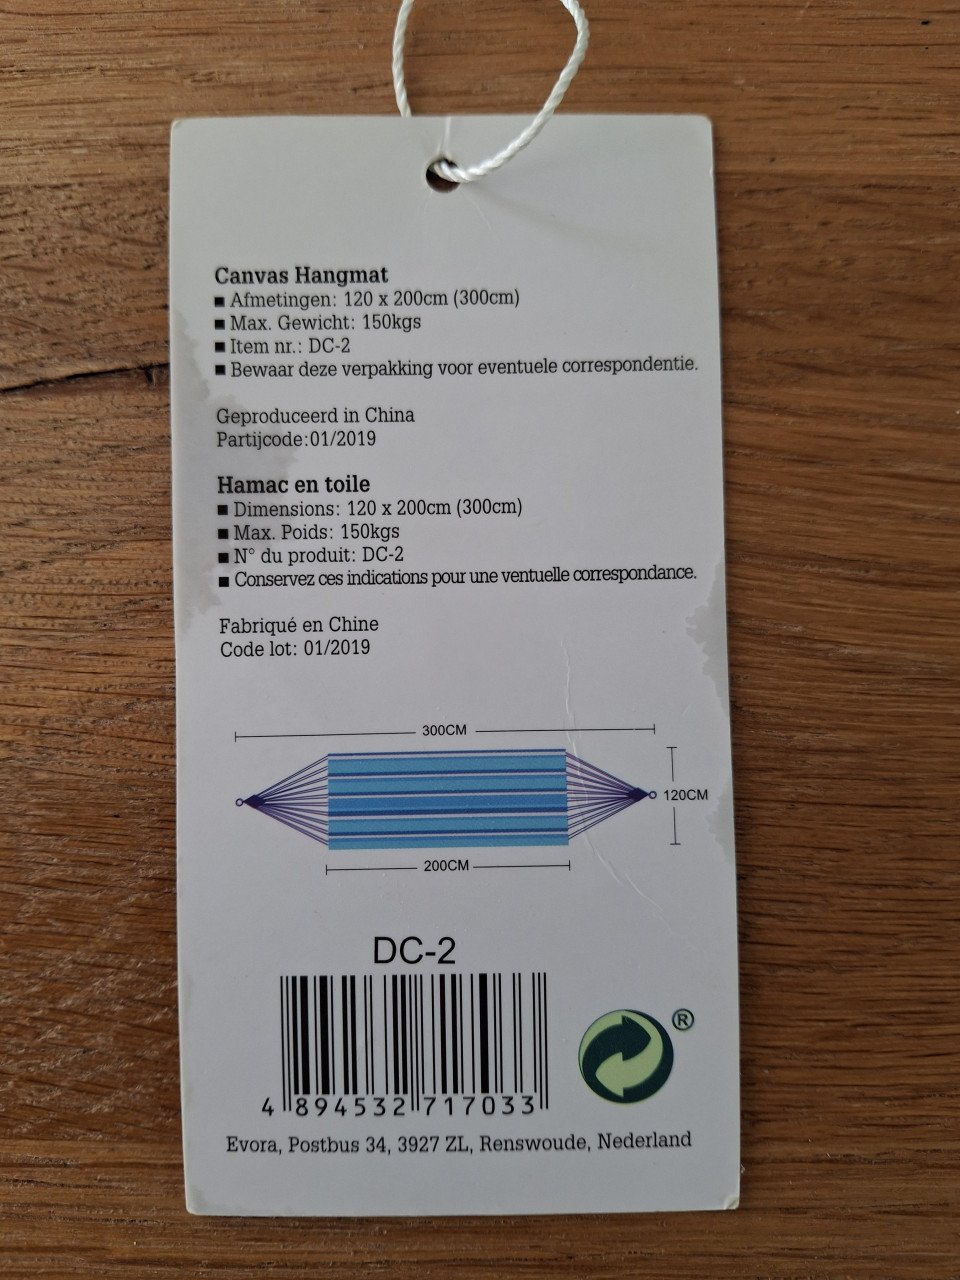 Canvas Hangmat
■ Afmetingen: 120 x 200cm (300cm)
■ Max. Gewicht: 150kgs
■ Item nr.: DC-2
■ Bewaar deze verpakking voor eventuele correspondentie.
Geproduceerd in China
Partijcode:01/2019
Hamac en toile
■ Dimensions: 120 x 200cm (300cm)
■ Max. Poids: 150kgs
■ N° du produit: DC-2
■ Conservez ces indications pour une ventuelle correspondance.
Fabriqué en Chine
Code lot: 01/2019
300CM
120CM
200CM
DC-2
®
4 894532 717033
Evora, Postbus 34, 3927 ZL, Renswoude, Nederland